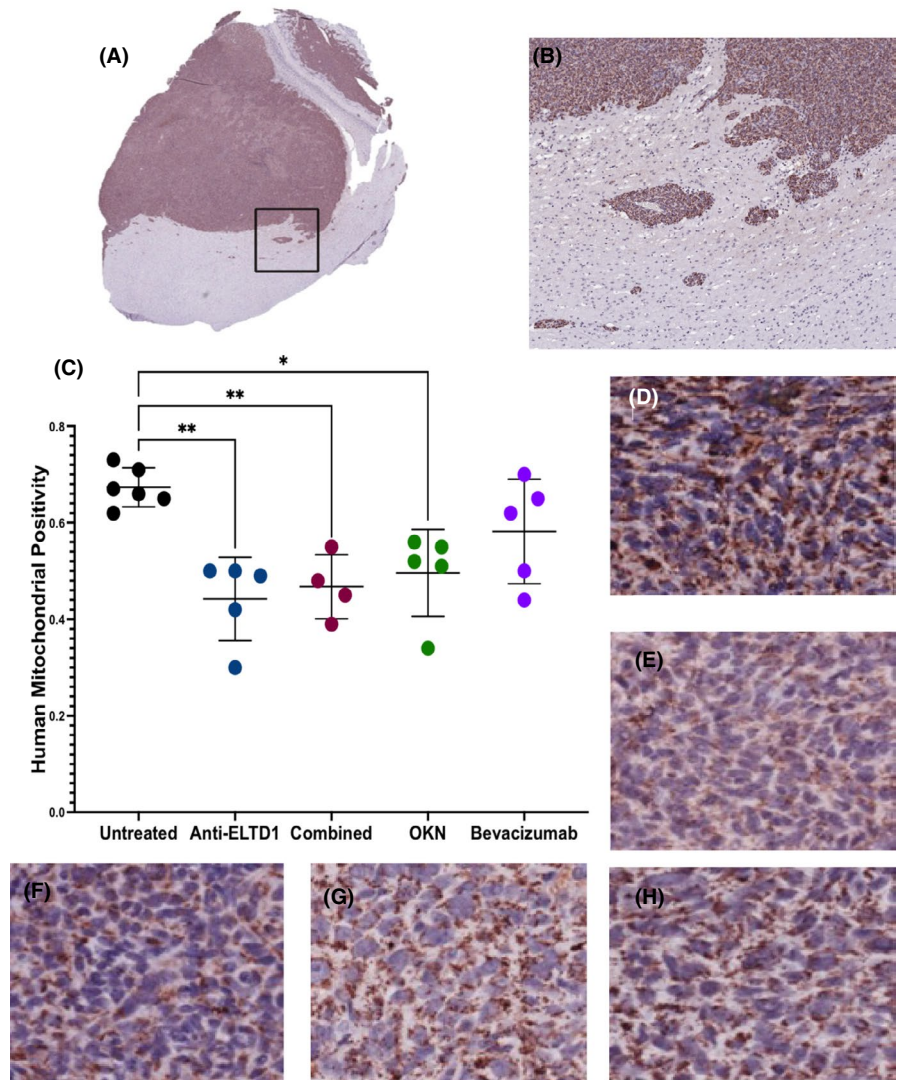 (A)
(B)
(C)
*
**
**
(D)
Human Mitochondrial Positivity
0.8
0.6
0.4
0.2
0.0
Untreated Anti-ELTD1 Combined OKN Bevacizumab
(E)
(F)
(G)
(H)